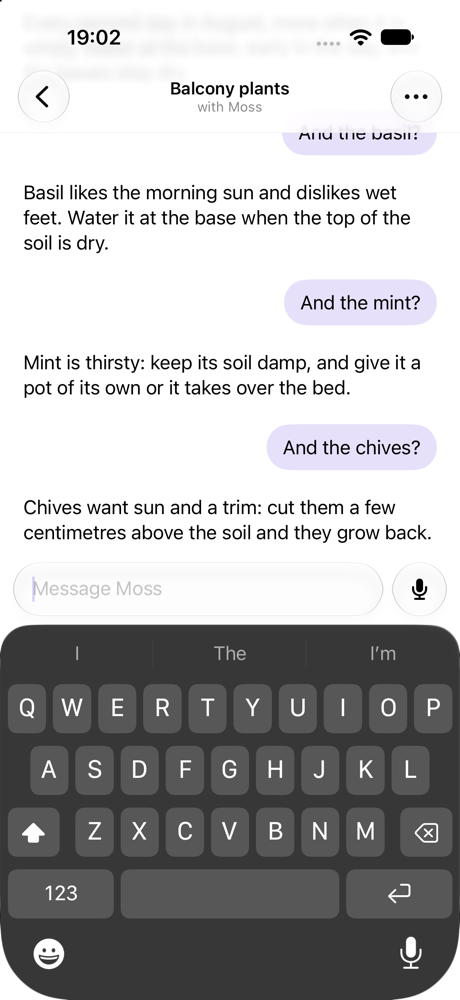 19:02
Balcony plants
with Moss
And the basil?
Basil likes the morning sun and dislikes wet
feet. Water it at the base when the top of the
soil is dry.
And the mint?
Mint is thirsty: keep its soil damp, and give it a
pot of its own or it takes over the bed.
And the chives?
Chives want sun and a trim: cut them a few
centimetres above the soil and they grow back.
Message Moss
I The I’m
Q W E R T Y U I O P
A S D F G H J K L
Z X C V B N M
123